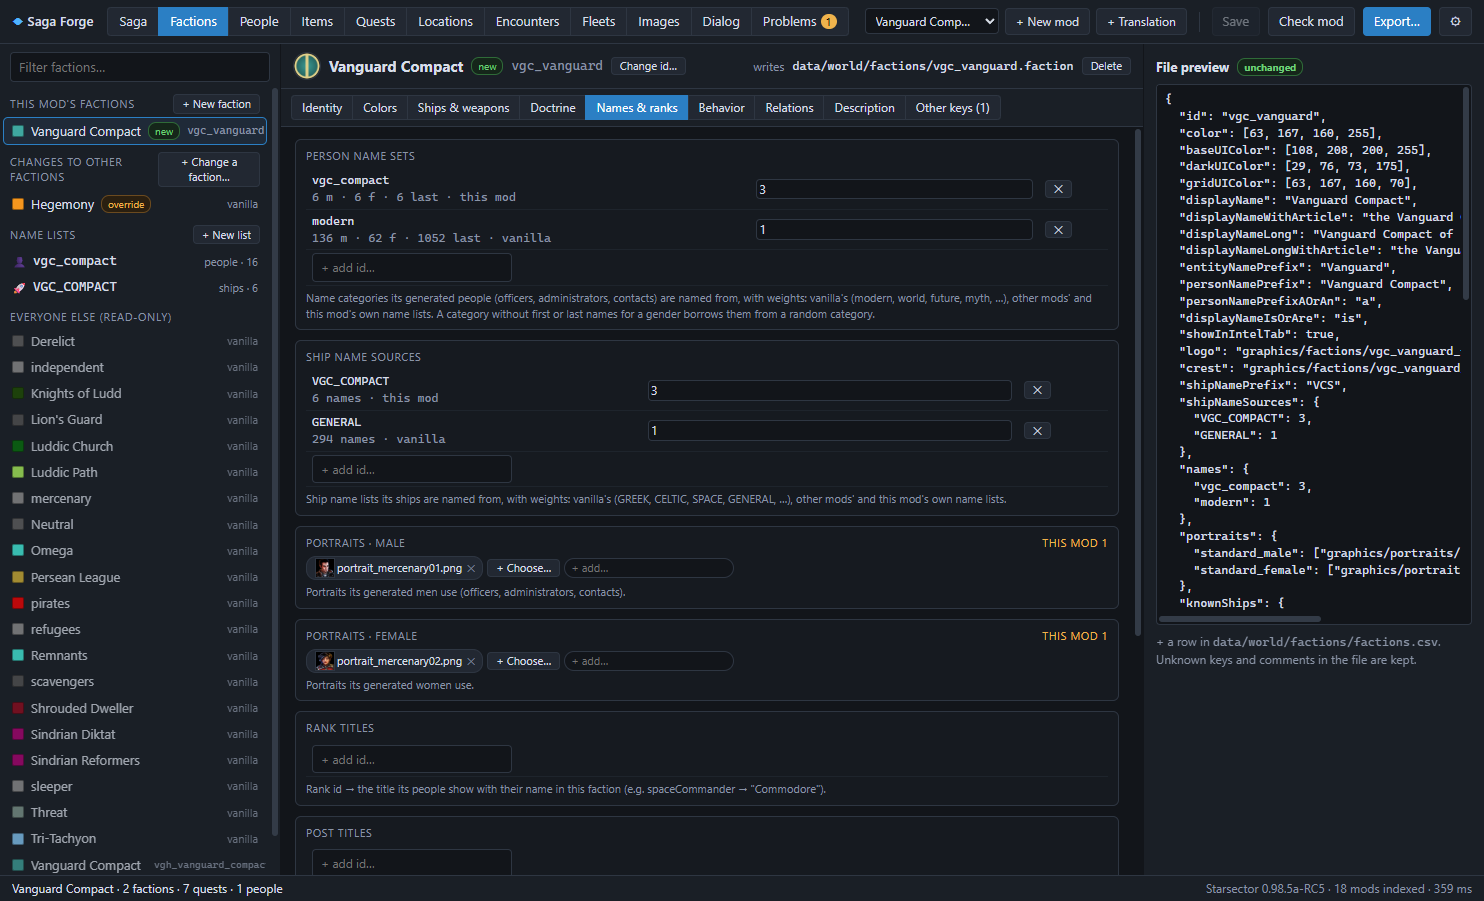 Saga Forge
Saga
Factions
People
Items
Quests
Locations
Encounters
Fleets
Images
Dialog
Problems 1
Vanguard Comp...
+ New mod
+ Translation
Save
Check mod
Export...
Filter factions...
THIS MOD'S FACTIONS
+ New faction
Vanguard Compact new vgc_vanguard
CHANGES TO OTHER FACTIONS
+ Change a faction...
Hegemony override vanilla
NAME LISTS
+ New list
vgc_compact people · 16
VGC_COMPACT ships · 6
EVERYONE ELSE (READ-ONLY)
Derelict vanilla
independent vanilla
Knights of Ludd vanilla
Lion's Guard vanilla
Luddic Church vanilla
Luddic Path vanilla
mercenary vanilla
Neutral vanilla
Omega vanilla
Persean League vanilla
pirates vanilla
refugees vanilla
Remnants vanilla
scavengers vanilla
Shrouded Dweller vanilla
Sindrian Diktat vanilla
Sindrian Reformers vanilla
sleeper vanilla
Threat vanilla
Tri-Tachyon vanilla
Vanguard Compact vgh_vanguard_compac
Vanguard Compact new vgc_vanguard Change id...
writes data/world/factions/vgc_vanguard.faction Delete
Identity
Colors
Ships & weapons
Doctrine
Names & ranks
Behavior
Relations
Description
Other keys (1)
PERSON NAME SETS
vgc_compact
6 m · 6 f · 6 last · this mod
3 ×
modern
136 m · 62 f · 1052 last · vanilla
1 ×
+ add id...
Name categories its generated people (officers, administrators, contacts) are named from, with weights: vanilla's (modern, world, future, myth, ...), other mods' and
this mod's own name lists. A category without first or last names for a gender borrows them from a random category.
SHIP NAME SOURCES
VGC_COMPACT
6 names · this mod
3 ×
GENERAL
294 names · vanilla
1 ×
+ add id...
Ship name lists its ships are named from, with weights: vanilla's (GREEK, CELTIC, SPACE, GENERAL, ...), other mods' and this mod's own name lists.
PORTRAITS · MALE
THIS MOD 1
portrait_mercenary01.png × + Choose... + add...
Portraits its generated men use (officers, administrators, contacts).
PORTRAITS · FEMALE
THIS MOD 1
portrait_mercenary02.png × + Choose... + add...
Portraits its generated women use.
RANK TITLES
+ add id...
Rank id → the title its people show with their name in this faction (e.g. spaceCommander → "Commodore").
POST TITLES
+ add id...
File preview unchanged
{
"id": "vgc_vanguard",
"color": [63, 167, 160, 255],
"baseUIColor": [108, 208, 200, 255],
"darkUIColor": [29, 76, 73, 175],
"gridUIColor": [63, 167, 160, 70],
"displayName": "Vanguard Compact",
"displayNameWithArticle": "the Vanguard
"displayNameLong": "Vanguard Compact of
"displayNameLongWithArticle": "the Vangu
"entityNamePrefix": "Vanguard",
"personNamePrefix": "Vanguard Compact",
"personNamePrefixAOrAn": "a",
"displayNameIsOrAre": "is",
"showInIntelTab": true,
"logo": "graphics/factions/vgc_vanguard_
"crest": "graphics/factions/vgc_vanguard
"shipNamePrefix": "VCS",
"shipNameSources": {
"VGC_COMPACT": 3,
"GENERAL": 1
},
"names": {
"vgc_compact": 3,
"modern": 1
},
"portraits": {
"standard_male": ["graphics/portraits/
"standard_female": ["graphics/portrait
},
"knownShips": {
+ a row in data/world/factions/factions.csv.
Unknown keys and comments in the file are kept.
Vanguard Compact · 2 factions · 7 quests · 1 people
Starsector 0.98.5a-RC5 · 18 mods indexed · 359 ms